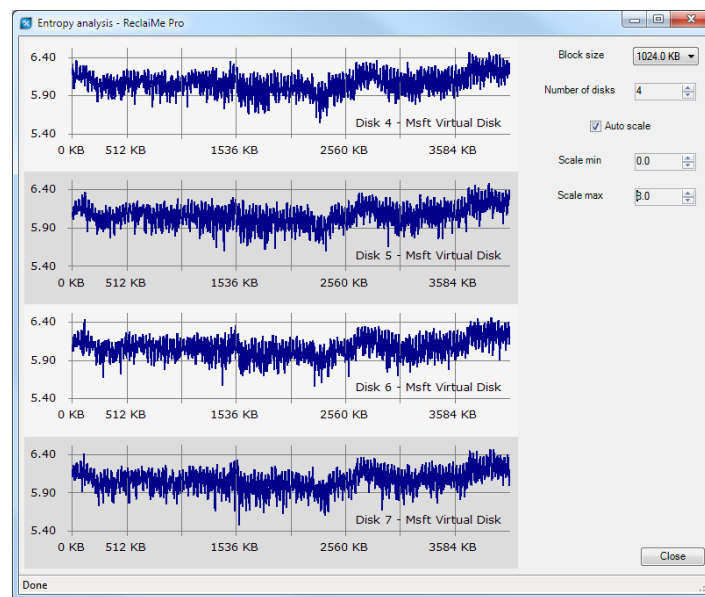 Entropy analysis - ReclaiMe Pro
6.40
5.90
5.40
Disk 4 - Msft Virtual Disk
0 KB 512 KB 1536 KB 2560 KB 3584 KB
6.40
5.90
5.40
Disk 5 - Msft Virtual Disk
0 KB 512 KB 1536 KB 2560 KB 3584 KB
6.40
5.90
5.40
Disk 6 - Msft Virtual Disk
0 KB 512 KB 1536 KB 2560 KB 3584 KB
6.40
5.90
5.40
Disk 7 - Msft Virtual Disk
0 KB 512 KB 1536 KB 2560 KB 3584 KB
Block size 1024.0 KB
Number of disks 4
Auto scale
Scale min 0.0
Scale max 8.0
Close
Done